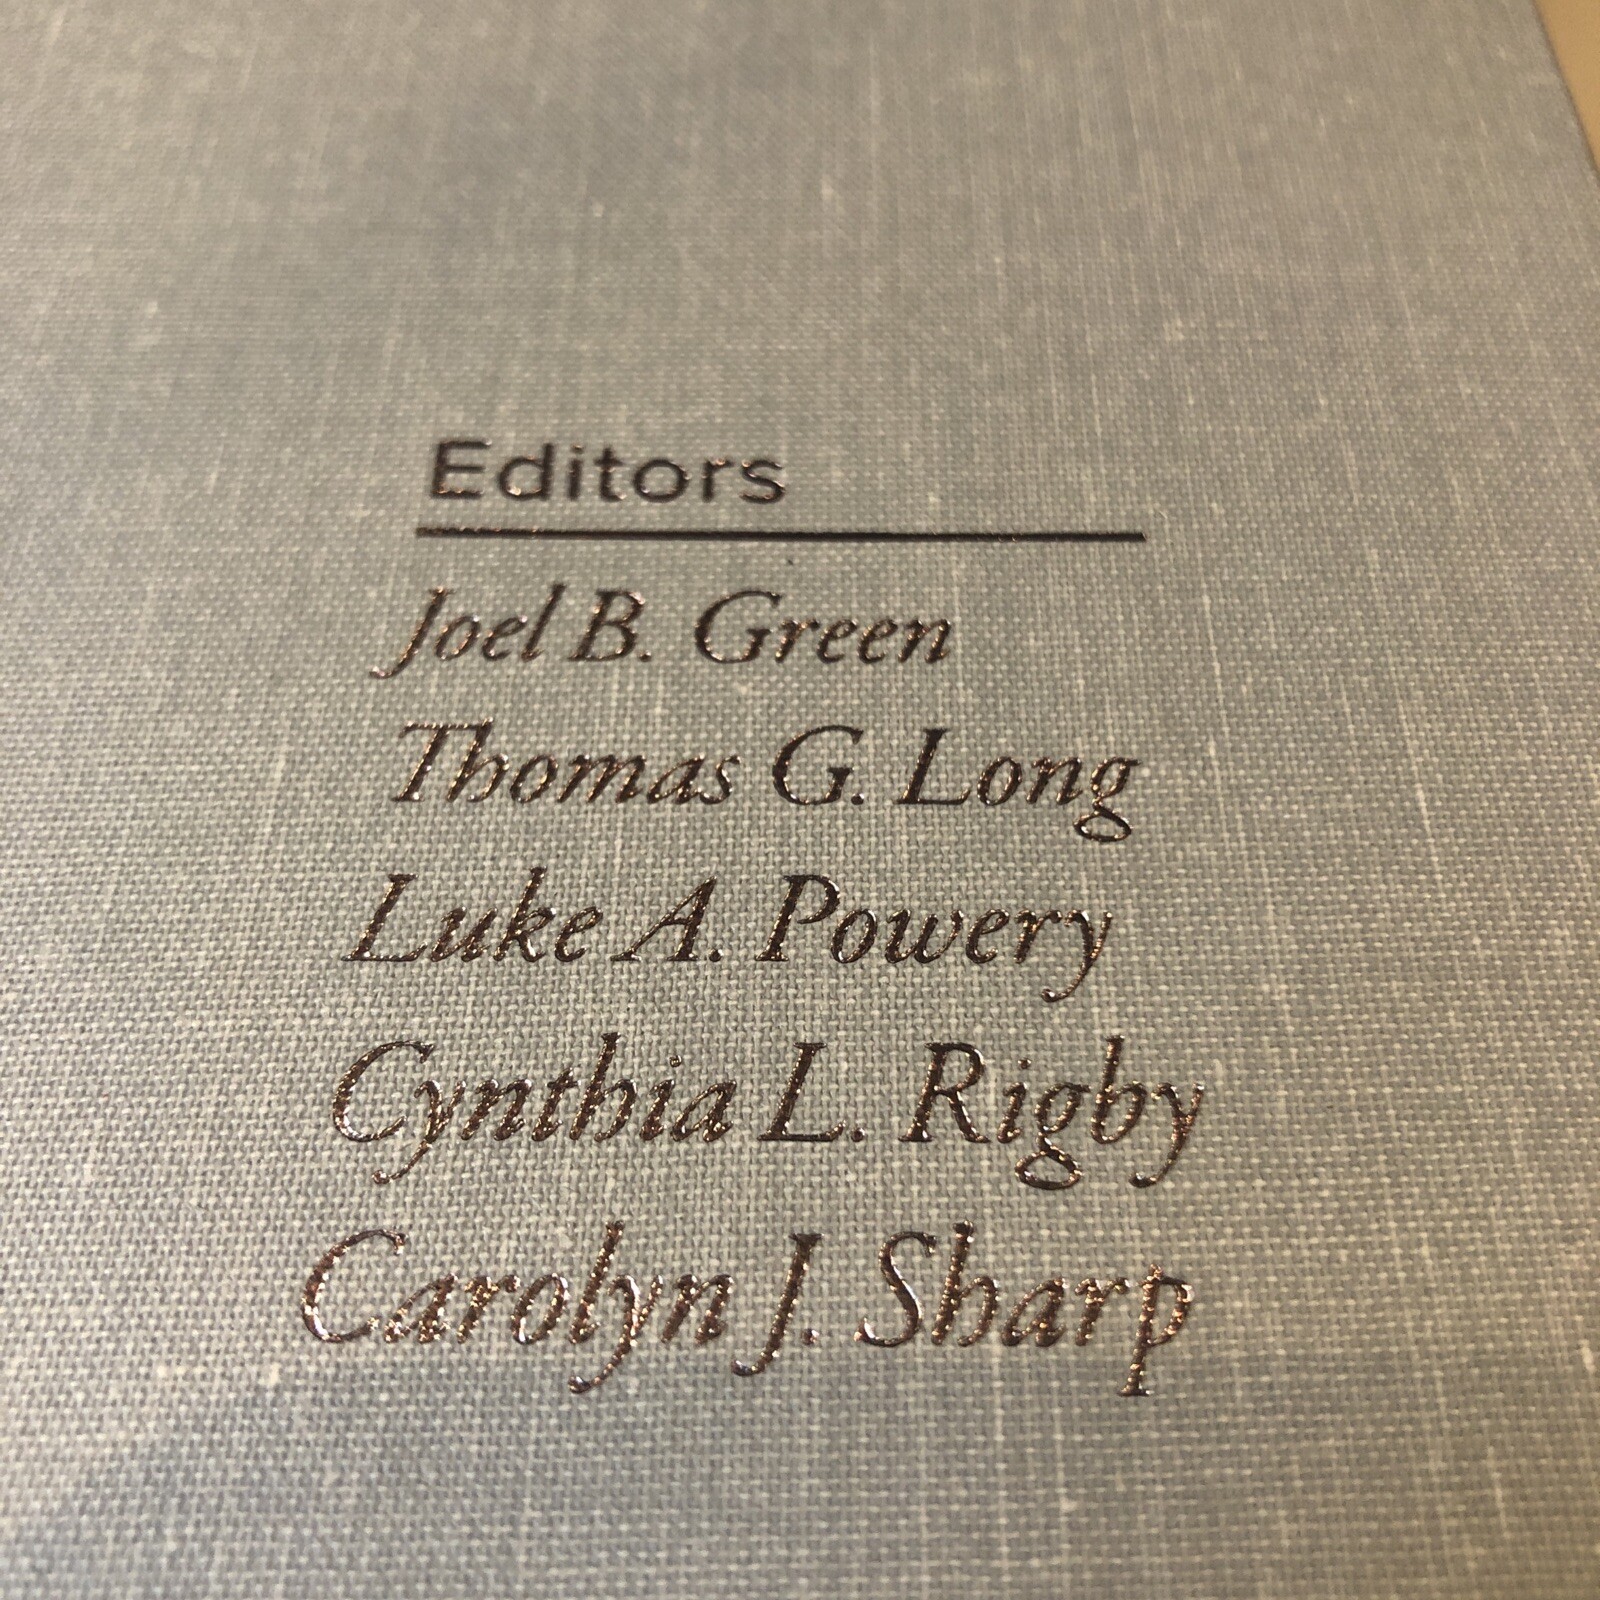 Editors
Joel B. Green
Thomas G. Long
Luke A. Powery
Cynthia L. Rigby
Carolyn J. Sharp